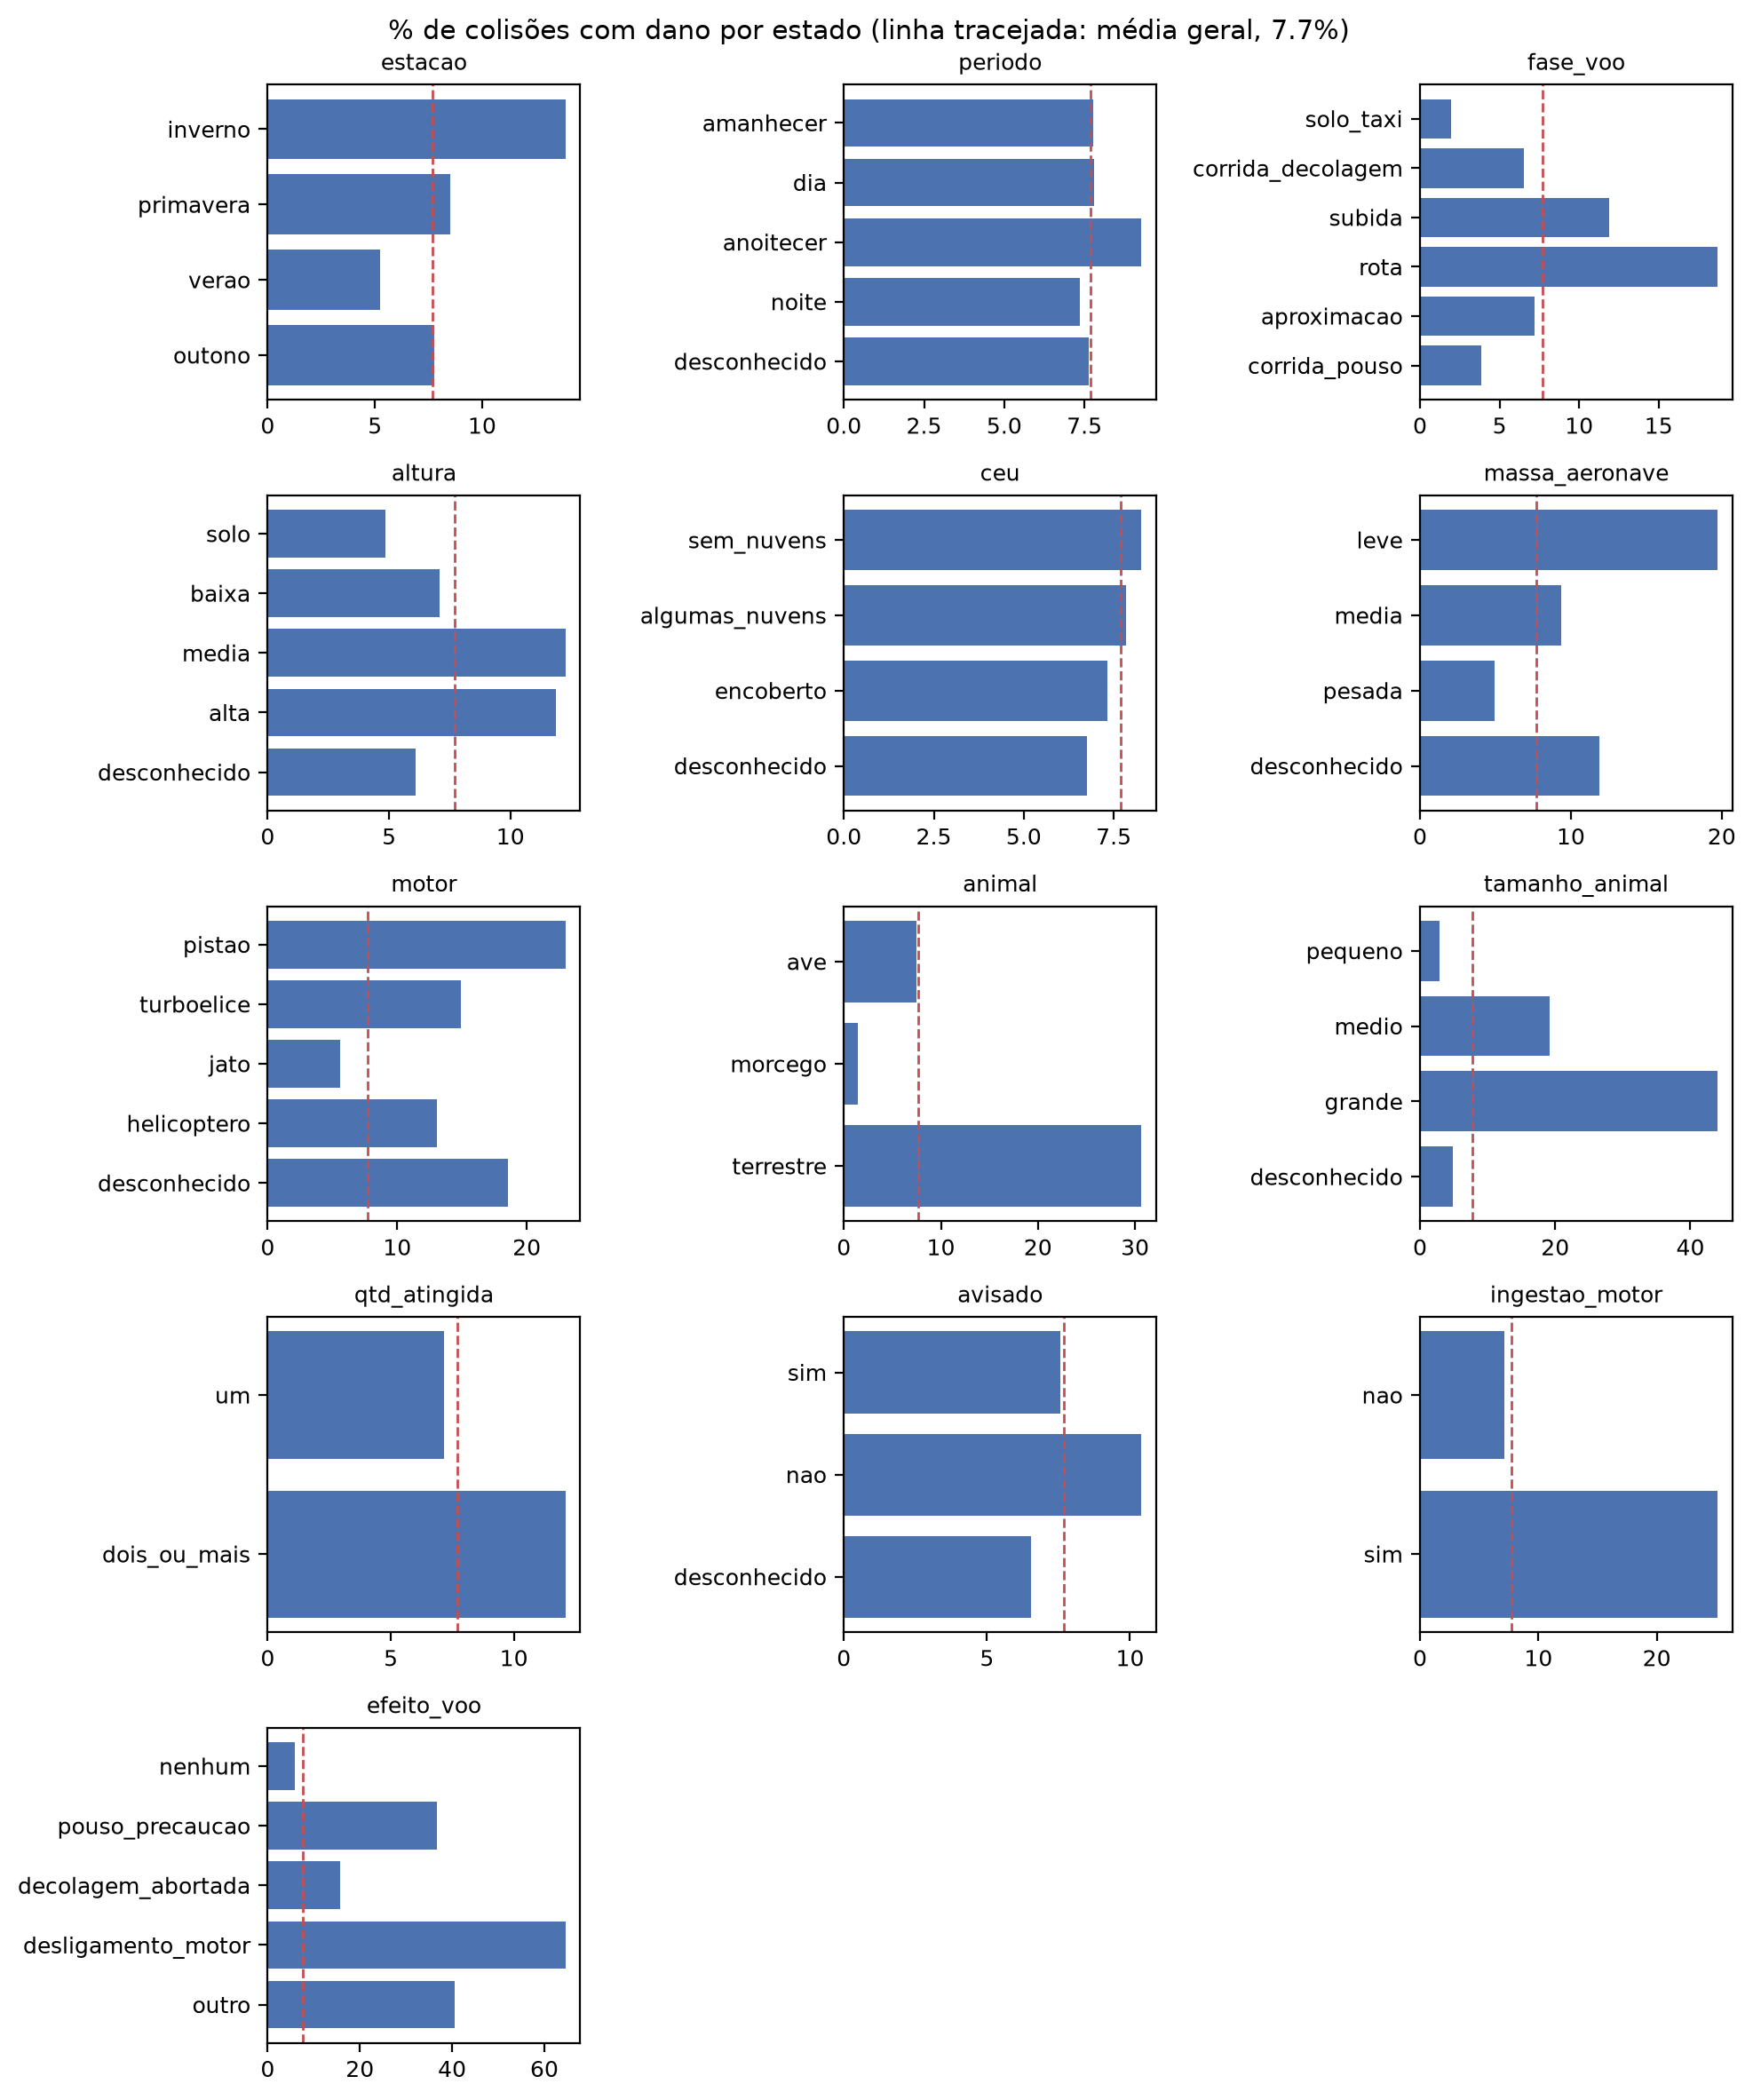 % de colisões com dano por estado (linha tracejada: média geral, 7.7%)
estacao
inverno
primavera
verao
outono
0 5 10
periodo
amanhecer
dia
anoitecer
noite
desconhecido
0.0 2.5 5.0 7.5
fase_voo
solo_taxi
corrida_decolagem
subida
rota
aproximacao
corrida_pouso
0 5 10 15
altura
solo
baixa
media
alta
desconhecido
0 5 10
ceu
sem_nuvens
algumas_nuvens
encoberto
desconhecido
0.0 2.5 5.0 7.5
massa_aeronave
leve
media
pesada
desconhecido
0 10 20
motor
pistao
turboelice
jato
helicoptero
desconhecido
0 10 20
animal
ave
morcego
terrestre
0 10 20 30
tamanho_animal
pequeno
medio
grande
desconhecido
0 20 40
qtd_atingida
um
dois_ou_mais
0 5 10
avisado
sim
nao
desconhecido
0 5 10
ingestao_motor
nao
sim
0 10 20
efeito_voo
nenhum
pouso_precaucao
decolagem_abortada
desligamento_motor
outro
0 20 40 60